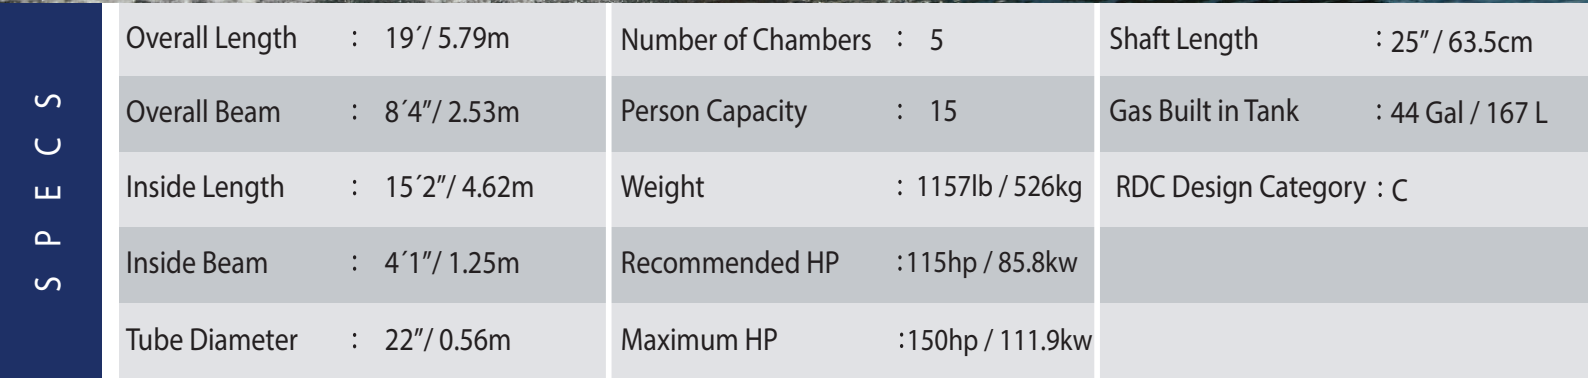 SPECS
Overall Length : 19´/ 5.79m
Overall Beam : 8´4”/ 2.53m
Inside Length : 15´2”/ 4.62m
Inside Beam : 4´1”/ 1.25m
Tube Diameter : 22”/ 0.56m
Number of Chambers : 5
Person Capacity : 15
Weight : 1157lb / 526kg
Recommended HP :115hp / 85.8kw
Maximum HP :150hp / 111.9kw
Shaft Length : 25” / 63.5cm
Gas Built in Tank : 44 Gal / 167 L
RDC Design Category : C